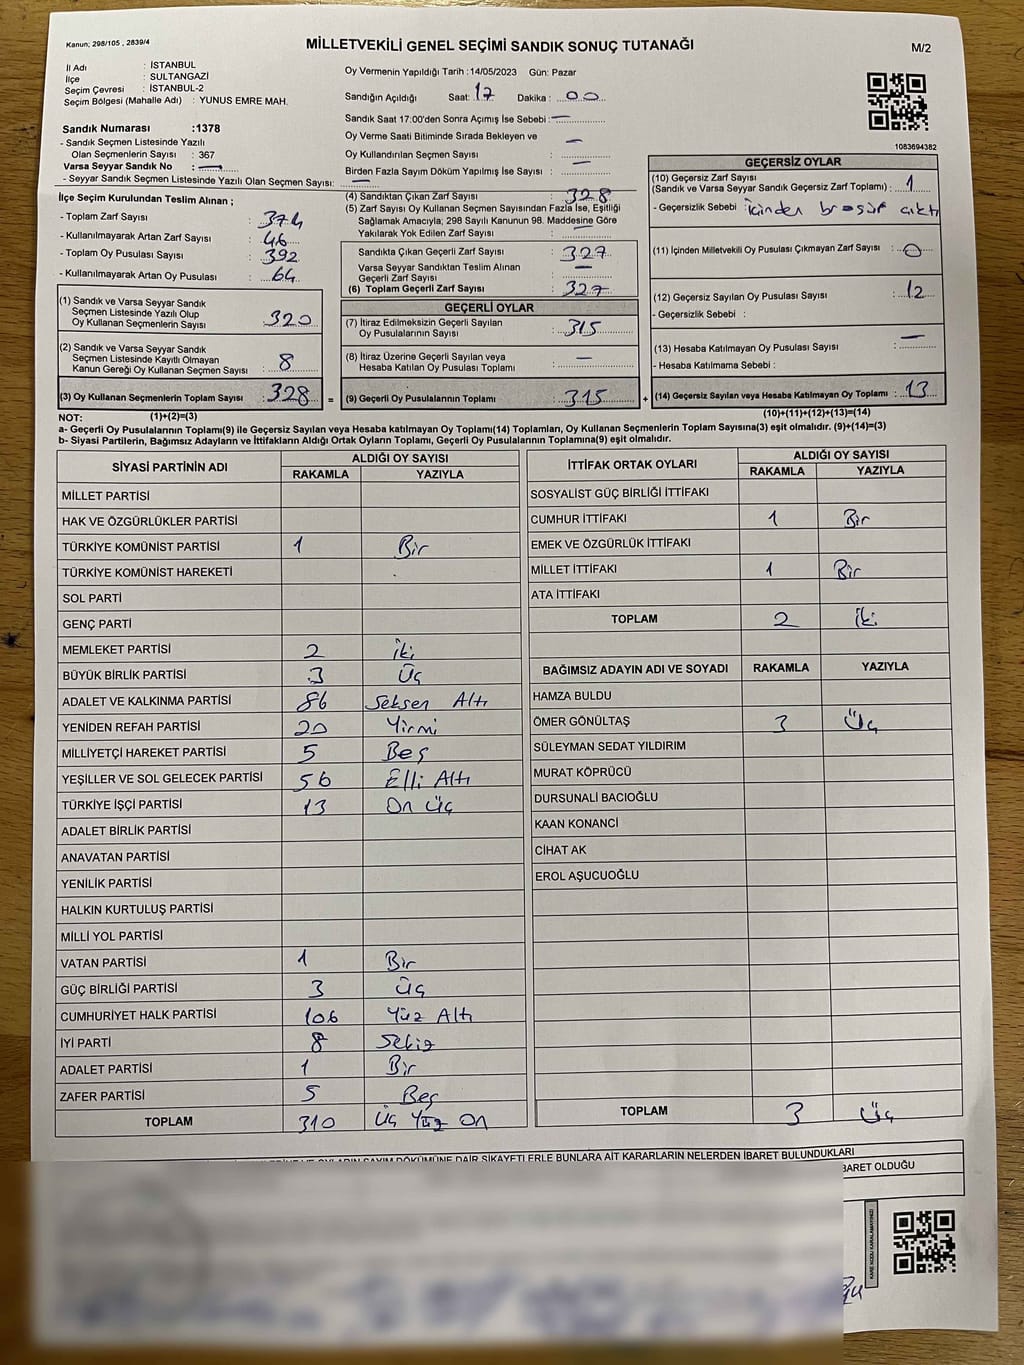 Kanun; 298/105 , 2839/4
MİLLETVEKİLİ GENEL SEÇİMİ SANDIK SONUÇ TUTANAĞI
M/2
İl Adı : İSTANBUL
İlçe : SULTANGAZİ
Seçim Çevresi : İSTANBUL-2
Seçim Bölgesi (Mahalle Adı) : YUNUS EMRE MAH.
Sandık Numarası :1378
- Sandık Seçmen Listesinde Yazılı
Olan Seçmenlerin Sayısı : 367
Varsa Seyyar Sandık No : —
- Seyyar Sandık Seçmen Listesinde Yazılı Olan Seçmen Sayısı: —
Oy Vermenin Yapıldığı Tarih :14/05/2023 Gün: Pazar
Sandığın Açıldığı Saat: 17 Dakika : 00
Sandık Saat 17:00'den Sonra Açımış İse Sebebi : —
Oy Verme Saati Bitiminde Sırada Bekleyen ve
Oy Kullandırılan Seçmen Sayısı : —
Birden Fazla Sayım Döküm Yapılmış İse Sayısı : —
1083694382
İlçe Seçim Kurulundan Teslim Alınan ;
- Toplam Zarf Sayısı : 374
- Kullanılmayarak Artan Zarf Sayısı : 46
- Toplam Oy Pusulası Sayısı : 392
- Kullanılmayarak Artan Oy Pusulası : 64
(1) Sandık ve Varsa Seyyar Sandık
Seçmen Listesinde Yazılı Olup
Oy Kullanan Seçmenlerin Sayısı : 320
(2) Sandık ve Varsa Seyyar Sandık
Seçmen Listesinde Kayıtlı Olmayan
Kanun Gereği Oy Kullanan Seçmen Sayısı : 8
(3) Oy Kullanan Seçmenlerin Toplam Sayısı : 328 =
(4) Sandıktan Çıkan Zarf Sayısı : 328
(5) Zarf Sayısı Oy Kullanan Seçmen Sayısından Fazla İse, Eşitliği
Sağlamak Amacıyla; 298 Sayılı Kanunun 98. Maddesine Göre
Yakılarak Yok Edilen Zarf Sayısı : —
Sandıkta Çıkan Geçerli Zarf Sayısı : 327
Varsa Seyyar Sandıktan Teslim Alınan
Geçerli Zarf Sayısı : —
(6) Toplam Geçerli Zarf Sayısı : 327
GEÇERLİ OYLAR
(7) İtiraz Edilmeksizin Geçerli Sayılan
Oy Pusulalarının Sayısı : 315
(8) İtiraz Üzerine Geçerli Sayılan veya
Hesaba Katılan Oy Pusulası Toplamı : —
(9) Geçerli Oy Pusulalarının Toplamı : 315 +
GEÇERSİZ OYLAR
(10) Geçersiz Zarf Sayısı
(Sandık ve Varsa Seyyar Sandık Geçersiz Zarf Toplamı) : 1
- Geçersizlik Sebebi : içinden broşür çıktı
(11) İçinden Milletvekili Oy Pusulası Çıkmayan Zarf Sayısı : 0
(12) Geçersiz Sayılan Oy Pusulası Sayısı : 12
- Geçersizlik Sebebi :
(13) Hesaba Katılmayan Oy Pusulası Sayısı : —
- Hesaba Katılmama Sebebi :
(14) Geçersiz Sayılan veya Hesaba Katılmayan Oy Toplamı : 13
NOT: (1)+(2)=(3) (10)+(11)+(12)+(13)=(14)
a- Geçerli Oy Pusulalarının Toplamı(9) ile Geçersiz Sayılan veya Hesaba katılmayan Oy Toplamı(14) Toplamları, Oy Kullanan Seçmenlerin Toplam Sayısına(3) eşit olmalıdır. (9)+(14)=(3)
b- Siyasi Partilerin, Bağımsız Adayların ve İttifakların Aldığı Ortak Oyların Toplamı, Geçerli Oy Pusulalarının Toplamına(9) eşit olmalıdır.
SİYASİ PARTİNİN ADI ALDIĞI OY SAYISI
RAKAMLA YAZIYLA
MİLLET PARTİSİ
HAK VE ÖZGÜRLÜKLER PARTİSİ
TÜRKİYE KOMÜNİST PARTİSİ 1 Bir
TÜRKİYE KOMÜNİST HAREKETİ
SOL PARTİ
GENÇ PARTİ
MEMLEKET PARTİSİ 2 İki
BÜYÜK BİRLİK PARTİSİ 3 Üç
ADALET VE KALKINMA PARTİSİ 86 Seksen Altı
YENİDEN REFAH PARTİSİ 20 Yirmi
MİLLİYETÇİ HAREKET PARTİSİ 5 Beş
YEŞİLLER VE SOL GELECEK PARTİSİ 56 Elli Altı
TÜRKİYE İŞÇİ PARTİSİ 13 On Üç
ADALET BİRLİK PARTİSİ
ANAVATAN PARTİSİ
YENİLİK PARTİSİ
HALKIN KURTULUŞ PARTİSİ
MİLLİ YOL PARTİSİ
VATAN PARTİSİ 1 Bir
GÜÇ BİRLİĞİ PARTİSİ 3 Üç
CUMHURİYET HALK PARTİSİ 106 Yüz Altı
İYİ PARTİ 8 Sekiz
ADALET PARTİSİ 1 Bir
ZAFER PARTİSİ 5 Beş
TOPLAM 310 Üç Yüz On
İTTİFAK ORTAK OYLARI ALDIĞI OY SAYISI
RAKAMLA YAZIYLA
SOSYALİST GÜÇ BİRLİĞİ İTTİFAKI
CUMHUR İTTİFAKI 1 Bir
EMEK VE ÖZGÜRLÜK İTTİFAKI
MİLLET İTTİFAKI 1 Bir
ATA İTTİFAKI
TOPLAM 2 İki
BAĞIMSIZ ADAYIN ADI VE SOYADI RAKAMLA YAZIYLA
HAMZA BULDU
ÖMER GÖNÜLTAŞ 3 Üç
SÜLEYMAN SEDAT YILDIRIM
MURAT KÖPRÜCÜ
DURSUNALİ BACIOĞLU
KAAN KONANCİ
CİHAT AK
EROL AŞUCUOĞLU
TOPLAM 3 Üç
OYLARIN SAYIM DÖKÜMÜNE DAİR ŞİKAYETLERLE BUNLARA AİT KARARLARIN NELERDEN İBARET BULUNDUKLARI
İBARET OLDUĞU
KARE KODU KARALAMAYINIZ!